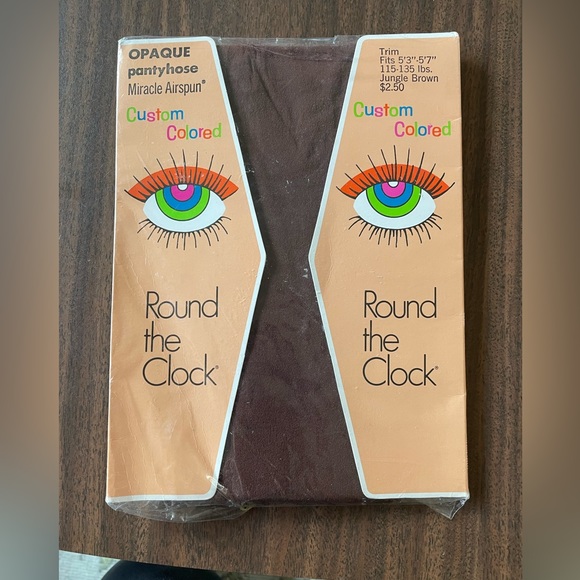 OPAQUE
pantyhose
Miracle Airspun®
Custom
Colored
Round
the
Clock®
Trim
Fits 5'3"-5'7"
115-135 lbs.
Jungle Brown
$2.50
Custom
Colored
Round
the
Clock®